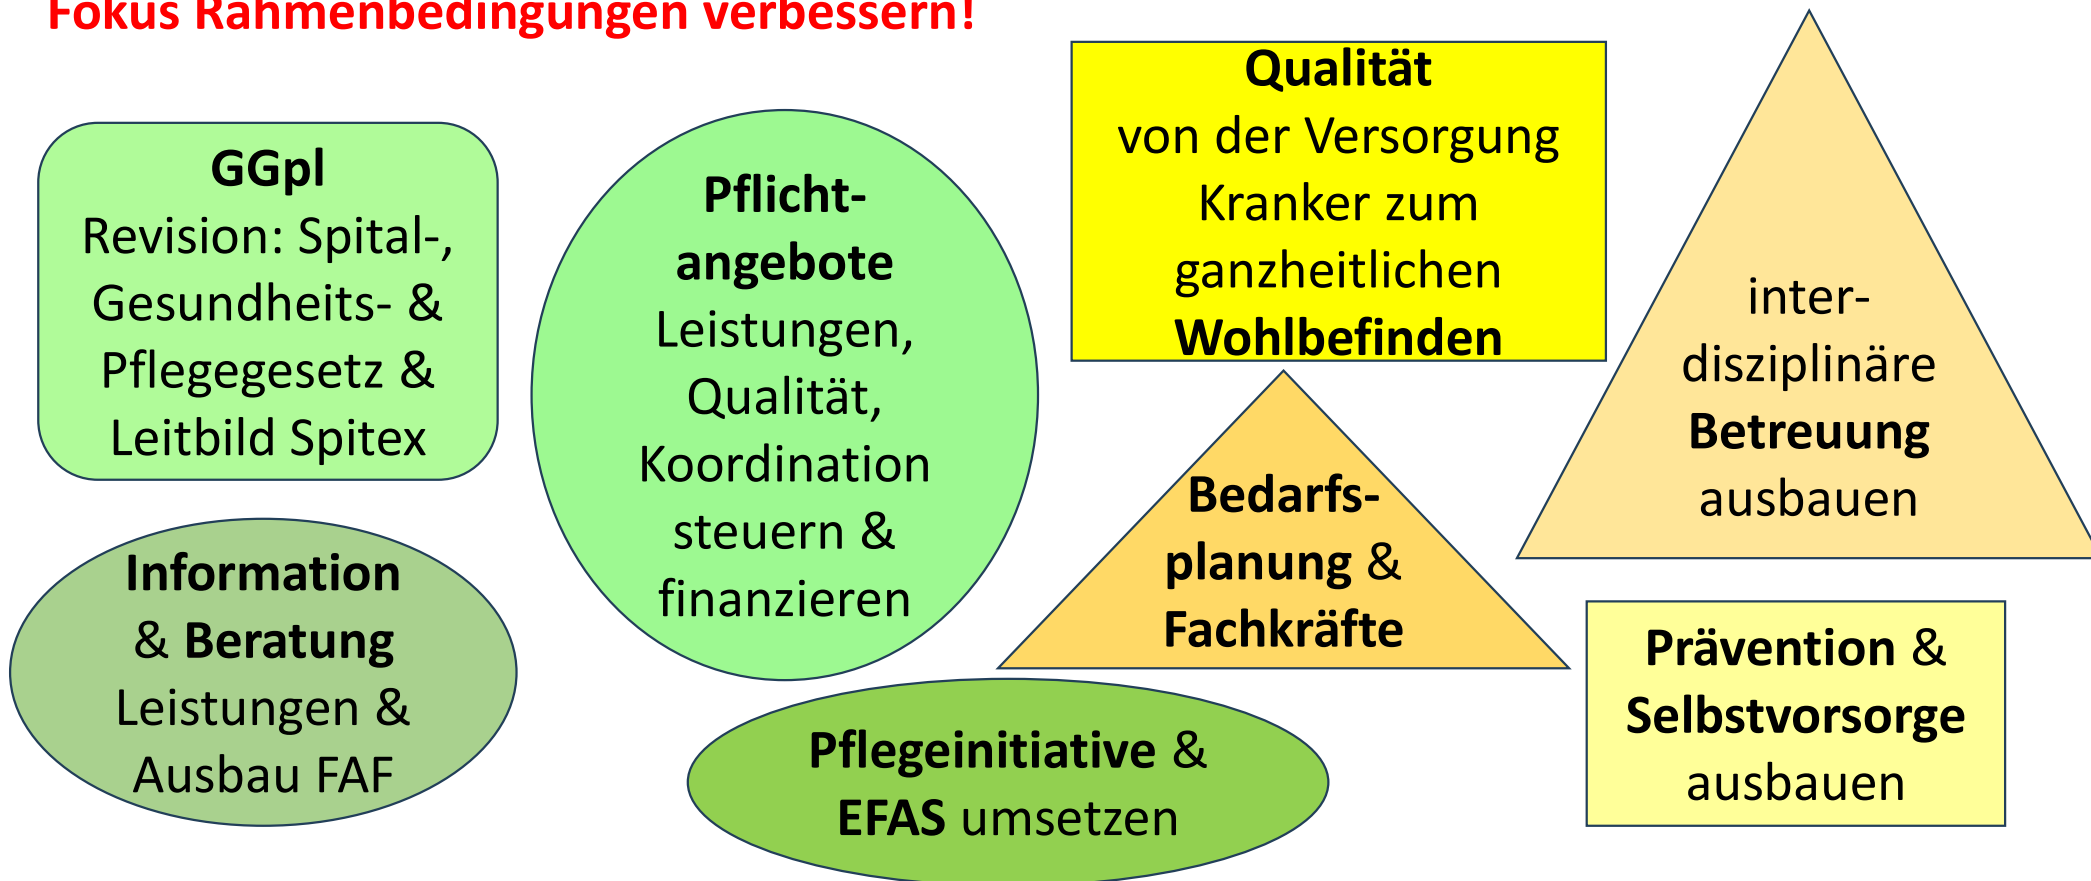 Fokus Rahmenbedingungen verbessern!
GGpl
Revision: Spital-,
Gesundheits- &
Pflegegesetz &
Leitbild Spitex
Information
& Beratung
Leistungen &
Ausbau FAF
Pflicht-
angebote
Leistungen,
Qualität,
Koordination
steuern &
finanzieren
Pflegeinitiative &
EFAS umsetzen
Qualität
von der Versorgung
Kranker zum
ganzheitlichen
Wohlbefinden
Bedarfs-
planung &
Fachkräfte
inter-
disziplinäre
Betreuung
ausbauen
Prävention &
Selbstvorsorge
ausbauen